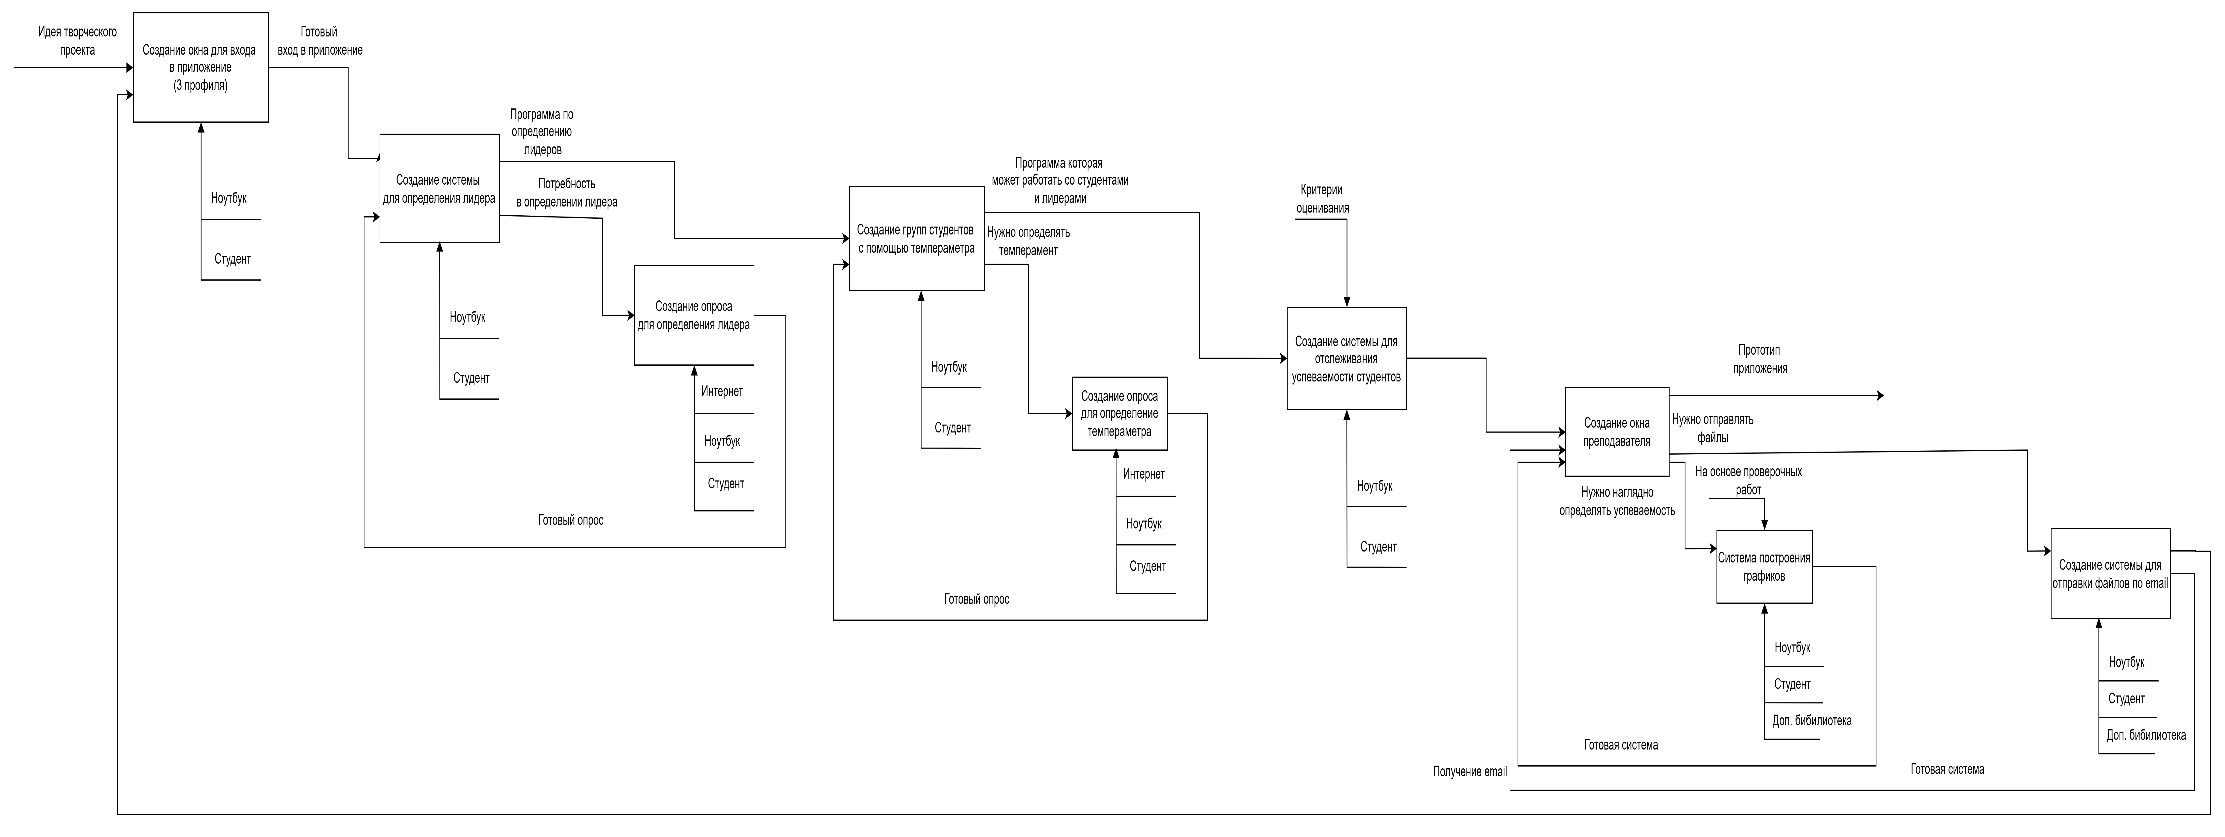 Идея творческого
проекта
Создание окна для входа
в приложение
(3 профиля)
Готовый
вход в приложение
Ноутбук
Студент
Создание системы
для определения лидера
Программа по
определению
лидеров
Потребность
в определении лидера
Ноутбук
Студент
Создание опроса
для определения лидера
Интернет
Ноутбук
Студент
Готовый опрос
Создание групп студентов
с помощью темпераметра
Программа которая
может работать со студентами
и лидерами
Нужно определять
темперамент
Ноутбук
Студент
Создание опроса
для определение
темпераметра
Интернет
Ноутбук
Студент
Готовый опрос
Критерии
оценивания
Создание системы для
отслеживания
успеваемости студентов
Ноутбук
Студент
Создание окна
преподавателя
Прототип
приложения
Нужно отправлять
файлы
Нужно наглядно
определять успеваемость
На основе проверочных
работ
Система построения
графиков
Ноутбук
Студент
Доп. бибилиотека
Готовая система
Получение email
Создание системы для
отправки файлов по email
Ноутбук
Студент
Доп. бибилиотека
Готовая система